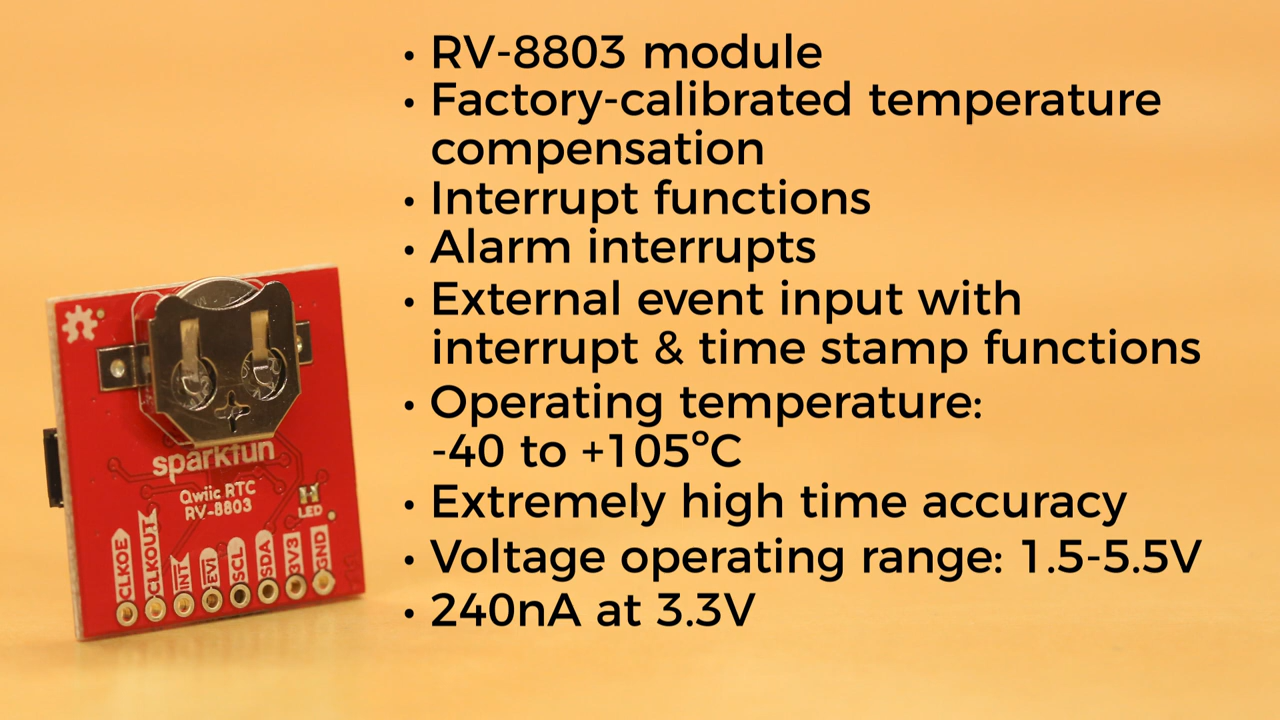 • RV-8803 module
• Factory-calibrated temperature
compensation
• Interrupt functions
• Alarm interrupts
• External event input with
interrupt & time stamp functions
• Operating temperature:
-40 to +105ºC
• Extremely high time accuracy
• Voltage operating range: 1.5-5.5V
• 240nA at 3.3V
sparkfun
Qwiic RTC
RV-8803
LED
CLKOE
CLKOUT
INT
EVI
SCL
SDA
3V3
GND